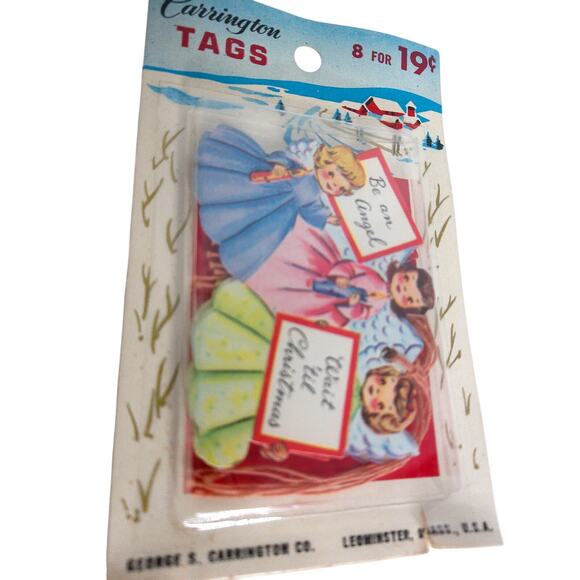 Carrington
TAGS
8 FOR 19¢
Be an
Angel
Wait
'til
Christmas
GEORGE S. CARRINGTON CO. LEOMINSTER, MASS., U.S.A.